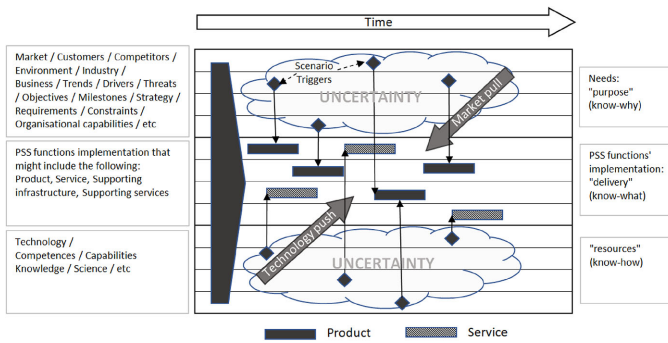 Time
Market / Customers / Competitors /
Environment / Industry /
Business / Trends / Drivers / Threats
/ Objectives / Milestones / Strategy /
Requirements / Constraints /
Organisational capabilities / etc
PSS functions implementation that
might include the following:
Product, Service, Supporting
infrastructure, Supporting services
Technology /
Competences / Capabilities
Knowledge / Science / etc
Scenario
Triggers
UNCERTAINTY
Market pull
Technology push
UNCERTAINTY
Needs:
"purpose"
(know-why)
PSS functions'
implementation:
"delivery"
(know-what)
"resources"
(know-how)
Product
Service